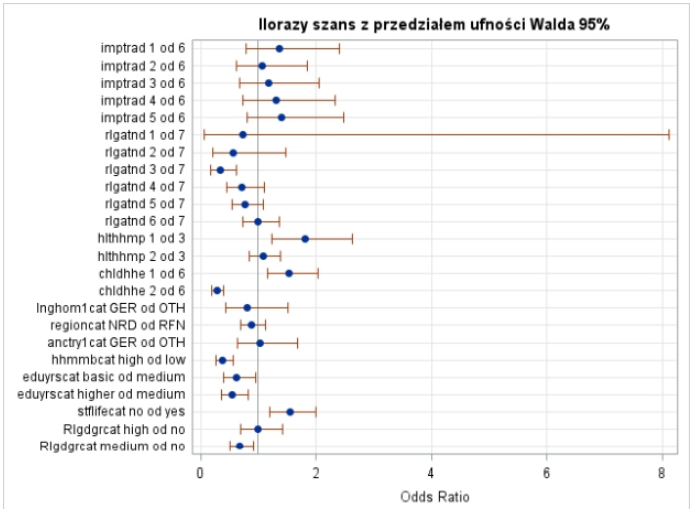 Ilorazy szans z przedziałem ufności Walda 95%
imptrad 1 od 6
imptrad 2 od 6
imptrad 3 od 6
imptrad 4 od 6
imptrad 5 od 6
rlgatnd 1 od 7
rlgatnd 2 od 7
rlgatnd 3 od 7
rlgatnd 4 od 7
rlgatnd 5 od 7
rlgatnd 6 od 7
hlthhmp 1 od 3
hlthhmp 2 od 3
chldhhe 1 od 6
chldhhe 2 od 6
lnghom1cat GER od OTH
regioncat NRD od RFN
anctry1cat GER od OTH
hhmmbcat high od low
eduyrscat basic od medium
eduyrscat higher od medium
stflifecat no od yes
Rlgdgrcat high od no
Rlgdgrcat medium od no
0 2 4 6 8
Odds Ratio